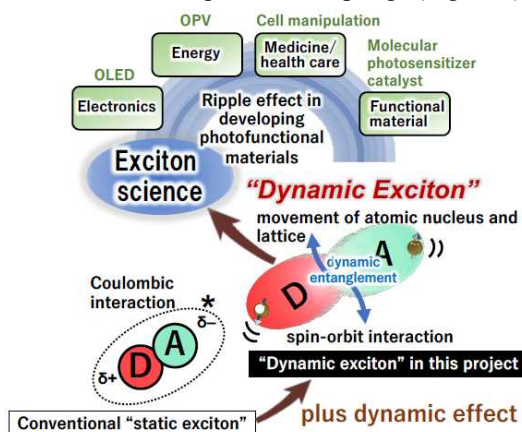 OPV
Cell manipulation
Energy
Medicine/
health care
Molecular
photosensitizer
catalyst
OLED
Electronics
Functional
material
Ripple effect in
developing
photofunctional
materials
Exciton
science
"Dynamic Exciton"
movement of atomic nucleus and
lattice
D
A
dynamic
entanglement
Coulombic
interaction
*
δ−
D
A
δ+
spin-orbit interaction
"Dynamic exciton" in this project
Conventional "static exciton"
plus dynamic effect